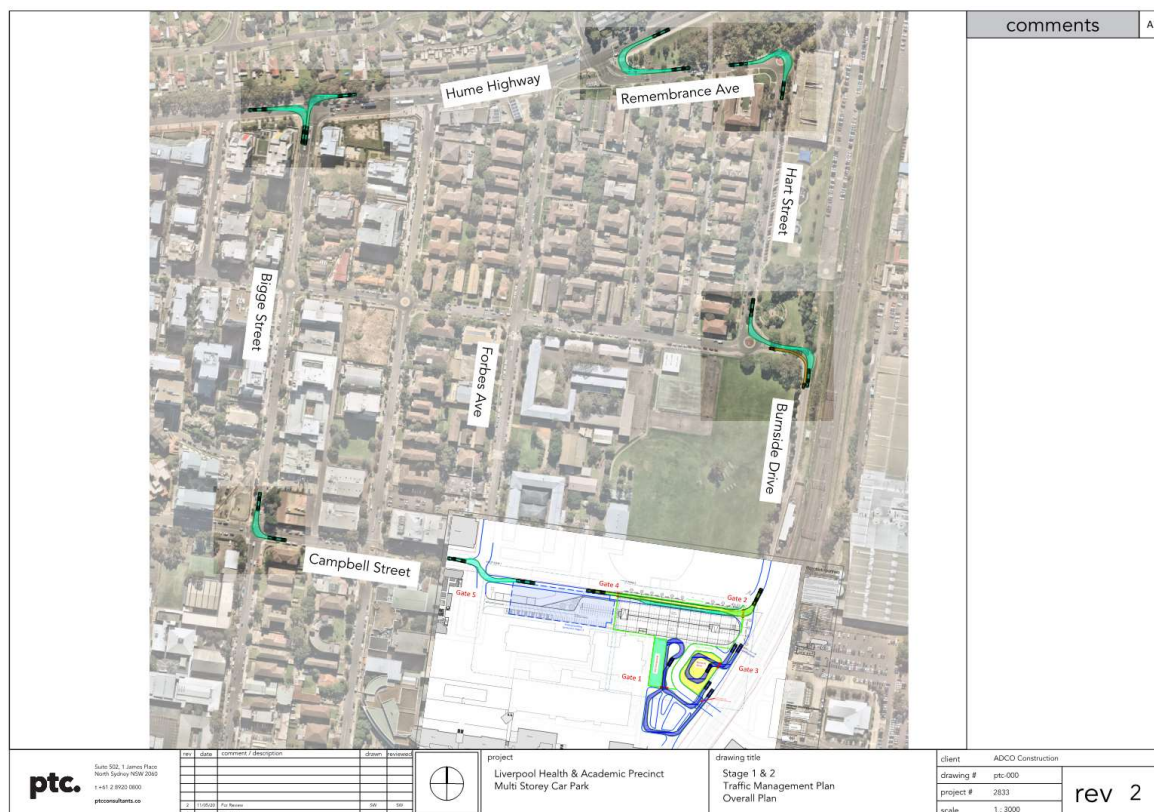 comments
A
Hume Highway
Remembrance Ave
Hart Street
Bigge Street
Forbes Ave
Burnside Drive
Campbell Street
Gate 4
Gate 2
Gate 5
Gate 3
Gate 1
ptc.
Suite 502, 1 James Place
North Sydney NSW 2060
t +61 2 8920 0800
ptcconsultants.co
rev date comment / description drawn reviewed
2 11/05/20 For Review SW SW
project
Liverpool Health & Academic Precinct
Multi Storey Car Park
drawing title
Stage 1 & 2
Traffic Management Plan
Overall Plan
client ADCO Construction
drawing # ptc-000
project # 2833
scale 1 : 3000
rev 2